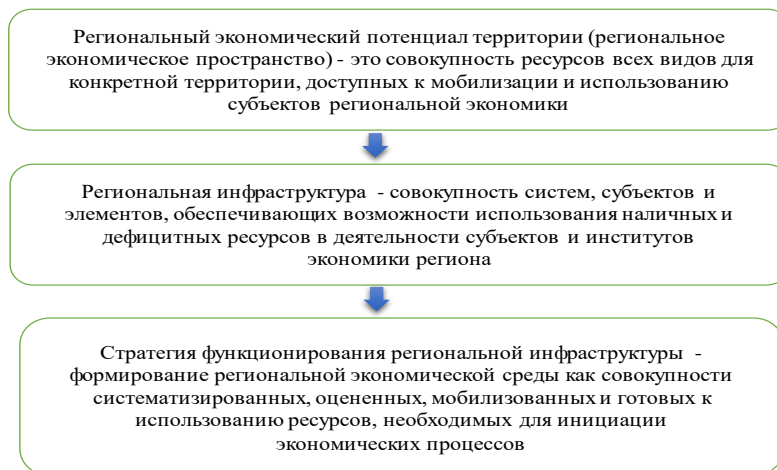 Региональный экономический потенциал территории (региональное
экономическое пространство) - это совокупность ресурсов всех видов для
конкретной территории, доступных к мобилизации и использованию
субъектов региональной экономики
Региональная инфраструктура - совокупность систем, субъектов и
элементов, обеспечивающих возможности использования наличных и
дефицитных ресурсов в деятельности субъектов и институтов
экономики региона
Стратегия функционирования региональной инфраструктуры -
формирование региональной экономической среды как совокупности
систематизированных, оцененных, мобилизованных и готовых к
использованию ресурсов, необходимых для инициации
экономических процессов